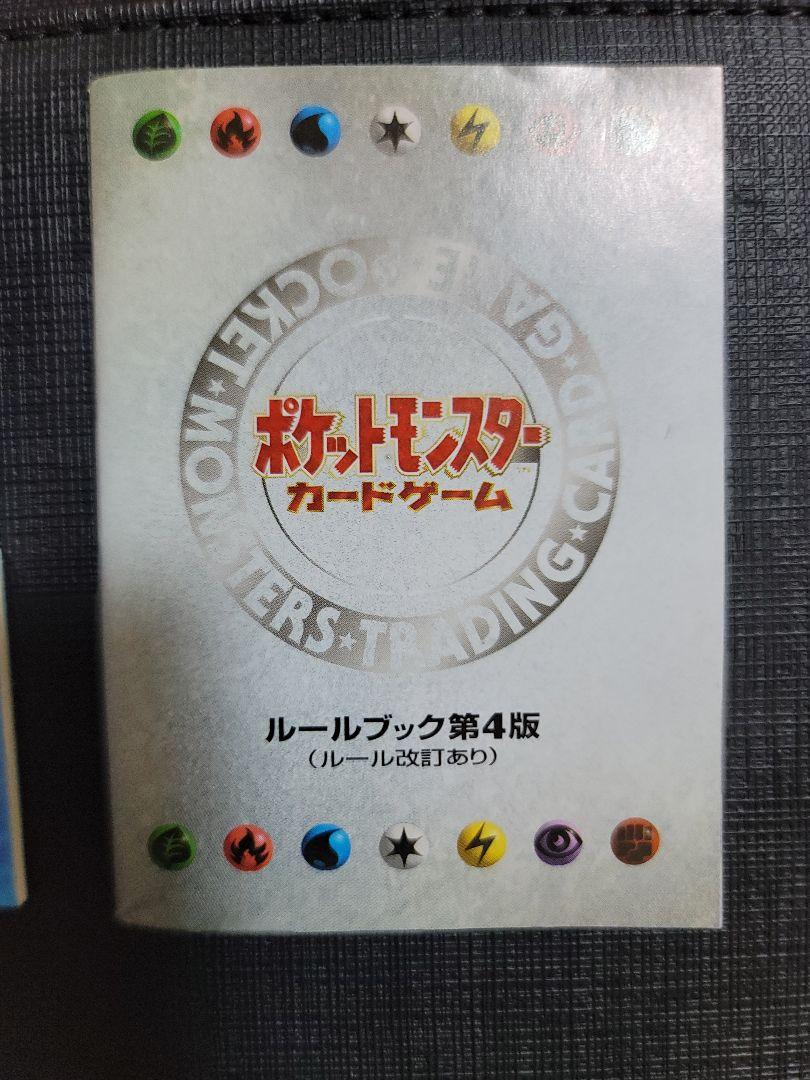 POCKET★MONSTERS★TRADING★CARD★GAME★
ポケットモンスター
カードゲーム
ルールブック第4版
(ルール改訂あり)